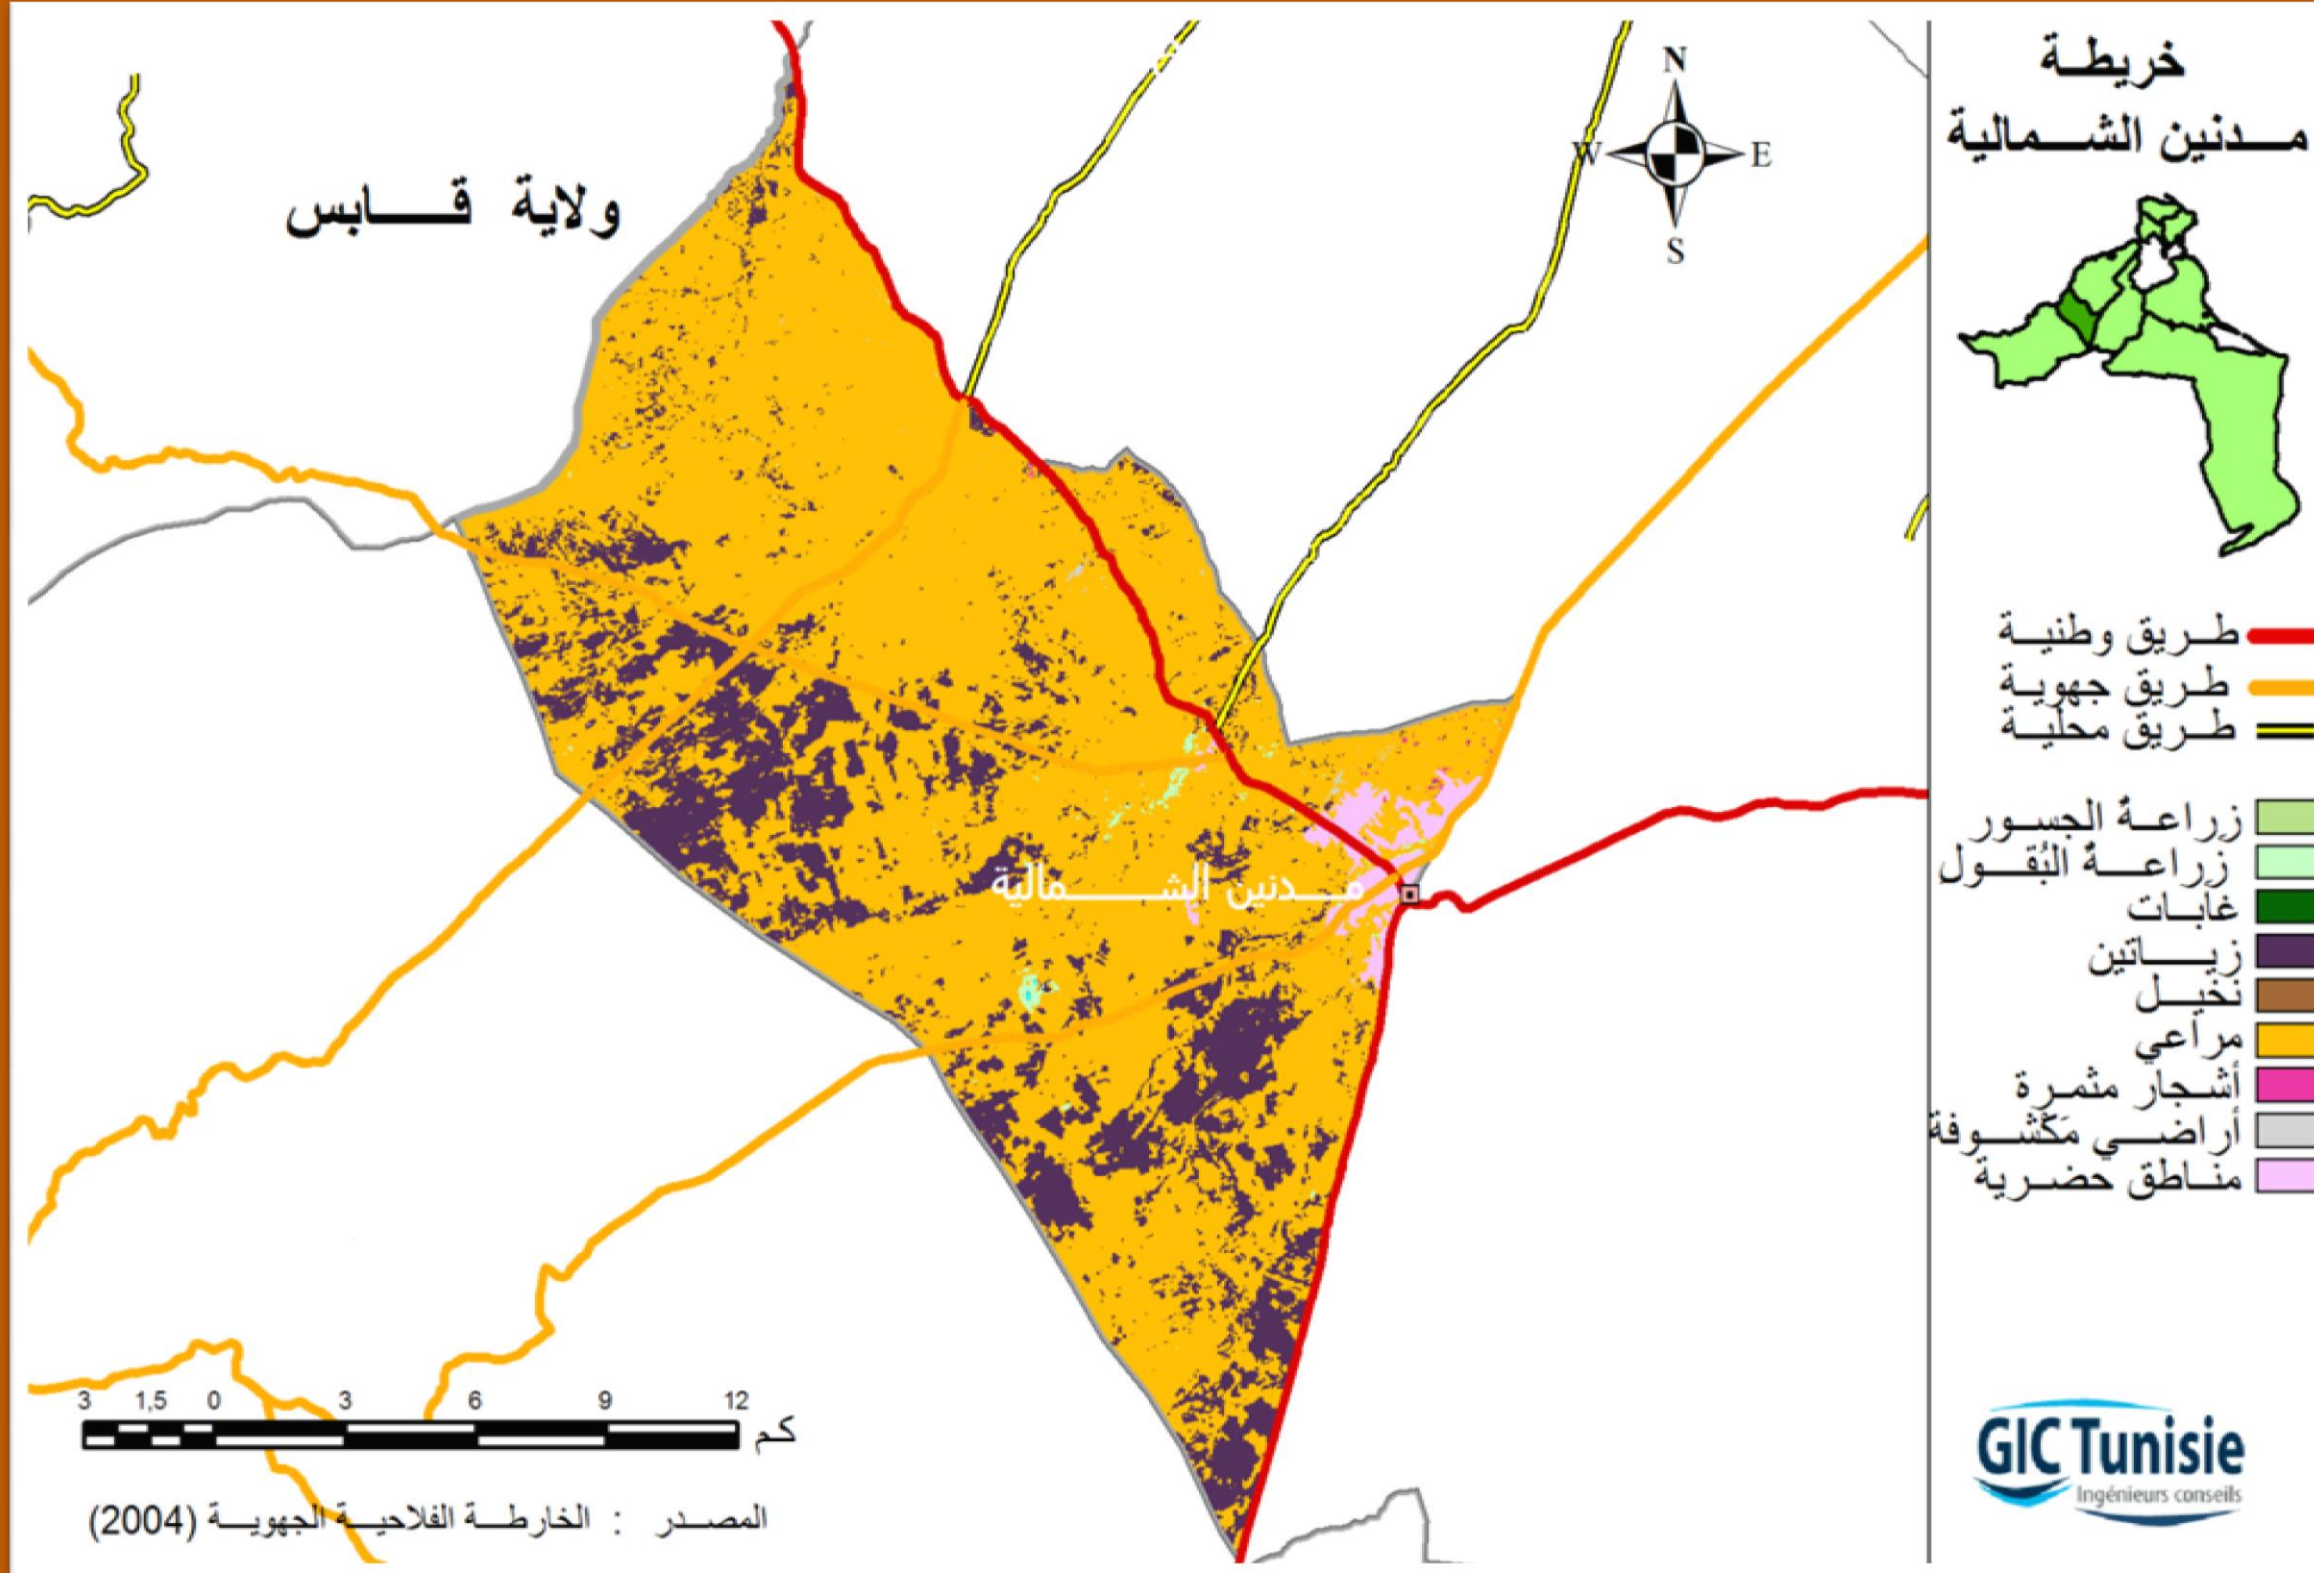 خريطة
مدنين الشمالية
N
W
E
S
ولاية قابس
مدنين الشمالية
طريق وطنية
طريق جهوية
طريق محلية
زراعة الجسور
زراعة البقول
غابات
زياتين
نخيل
مراعي
أشجار مثمرة
أراضي مكشوفة
مناطق حضرية
3 1,5 0 3 6 9 12
كم
المصدر : الخارطة الفلاحية الجهوية (2004)
GIC Tunisie
Ingénieurs conseils